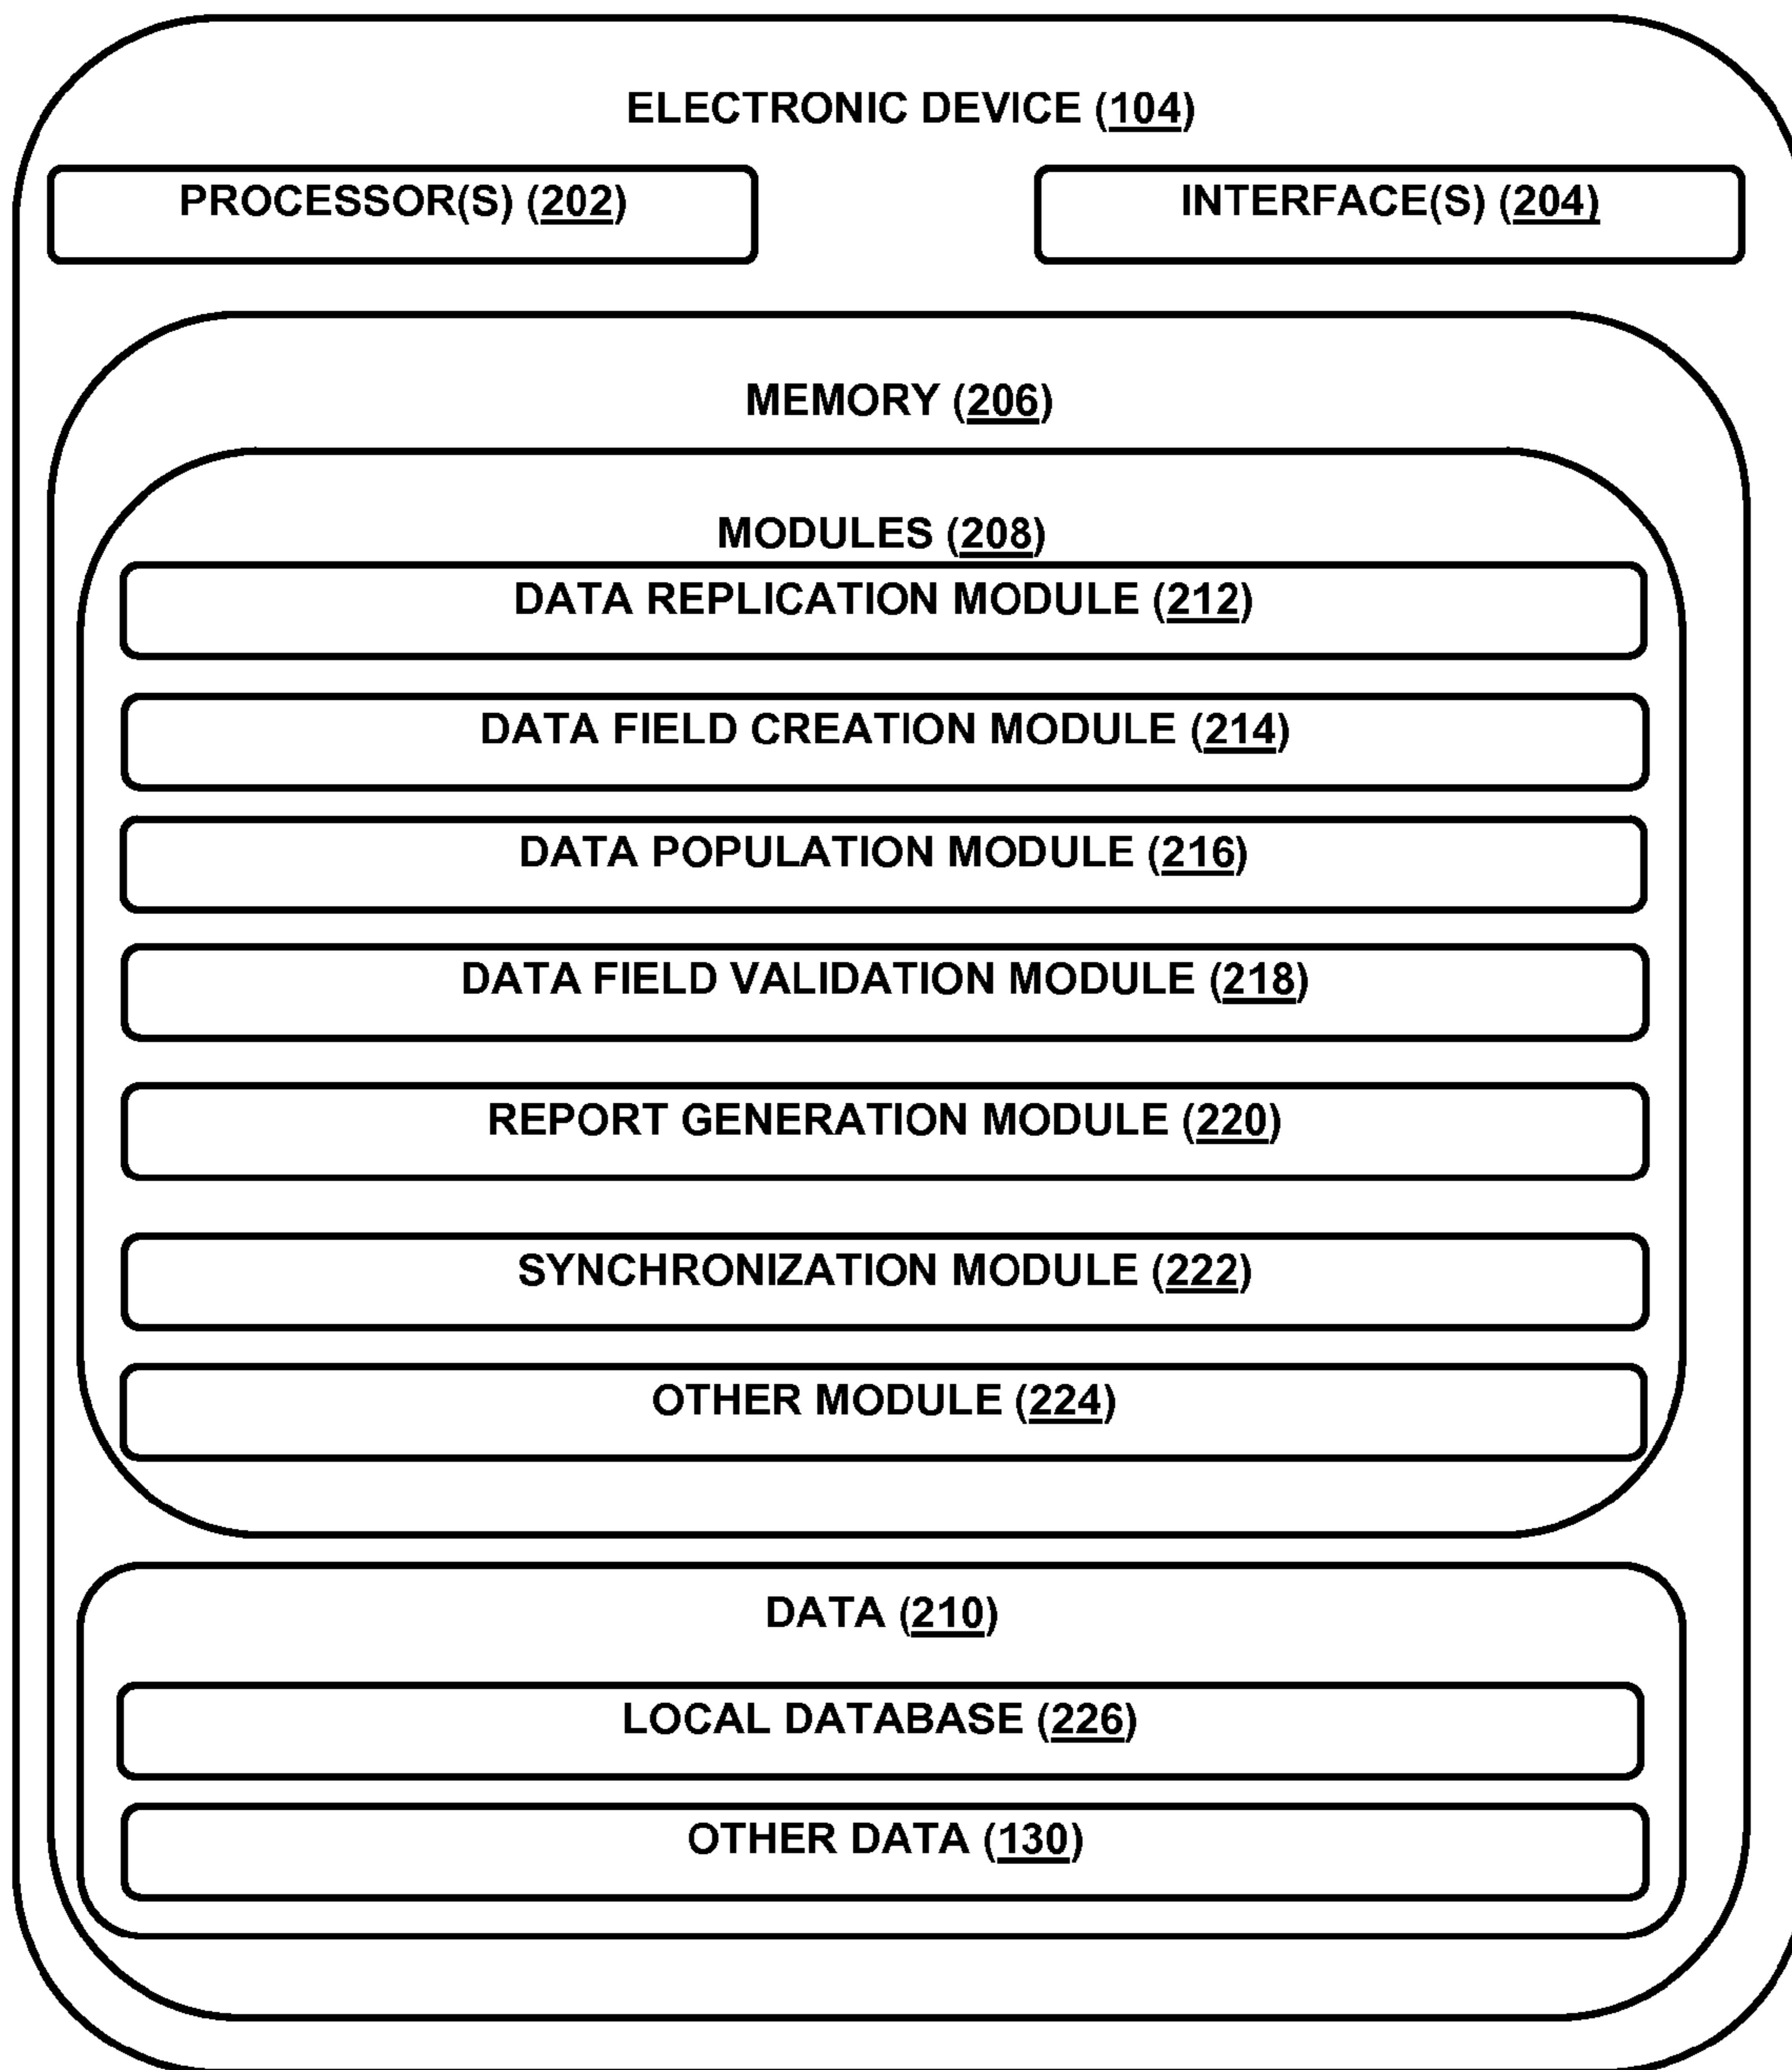 ELECTRONIC DEVICE (104)
PROCESSOR(S) (202)
INTERFACE(S) (204)
MEMORY (206)
MODULES (208)
DATA REPLICATION MODULE (212)
DATA FIELD CREATION MODULE (214)
DATA POPULATION MODULE (216)
DATA FIELD VALIDATION MODULE (218)
REPORT GENERATION MODULE (220)
SYNCHRONIZATION MODULE (222)
OTHER MODULE (224)
DATA (210)
LOCAL DATABASE (226)
OTHER DATA (130)